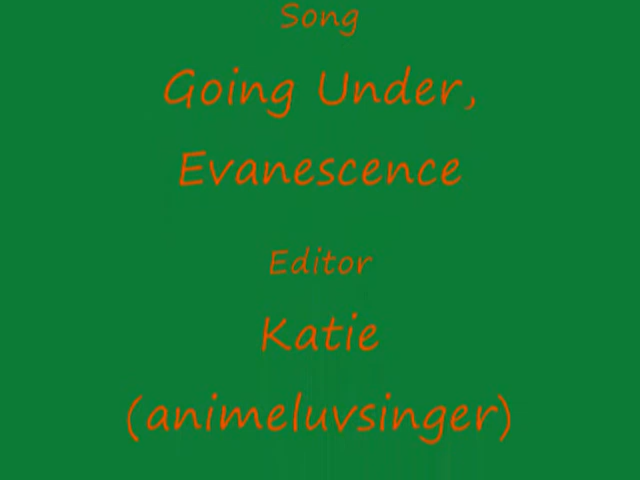 Song
Going Under,
Evanescence
Editor
Katie
(animeluvsinger)